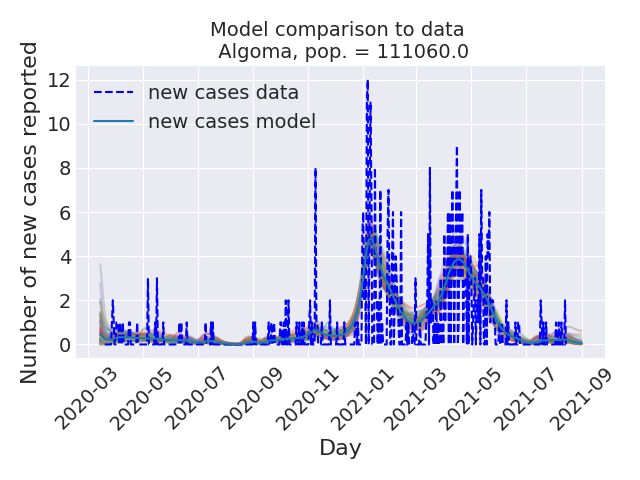 Model comparison to data
Algoma, pop. = 111060.0
Number of new cases reported
12
10
8
6
4
2
0
new cases data
new cases model
2020-03
2020-05
2020-07
2020-09
2020-11
2021-01
2021-03
2021-05
2021-07
2021-09
Day